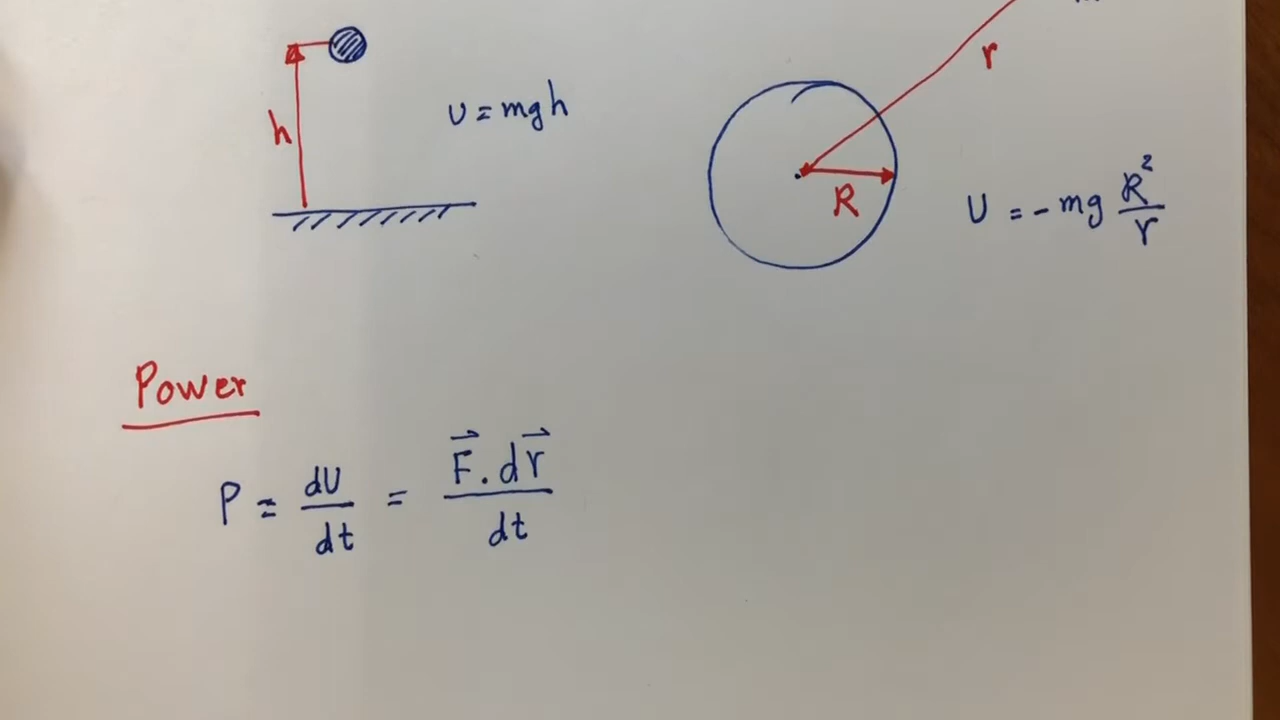 h
U = mgh
r
R
U = - mg R² / r
Power
P = dU/dt = F⃗ . dr⃗ / dt